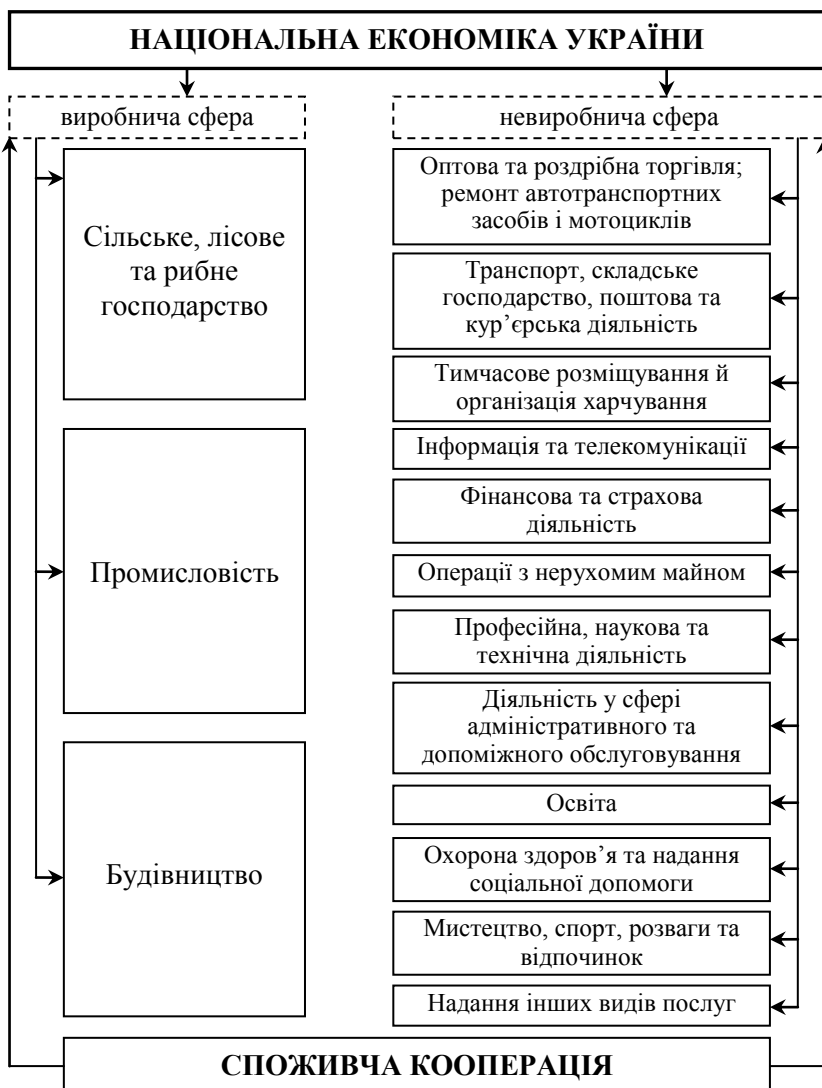 НАЦІОНАЛЬНА ЕКОНОМІКА УКРАЇНИ
виробнича сфера
Сільське, лісове
та рибне
господарство
Промисловість
Будівництво
невиробнича сфера
Оптова та роздрібна торгівля;
ремонт автотранспортних
засобів і мотоциклів
Транспорт, складське
господарство, поштова та
кур’єрська діяльність
Тимчасове розміщування й
організація харчування
Інформація та телекомунікації
Фінансова та страхова
діяльність
Операції з нерухомим майном
Професійна, наукова та
технічна діяльність
Діяльність у сфері
адміністративного та
допоміжного обслуговування
Освіта
Охорона здоров’я та надання
соціальної допомоги
Мистецтво, спорт, розваги та
відпочинок
Надання інших видів послуг
СПОЖИВЧА КООПЕРАЦІЯ